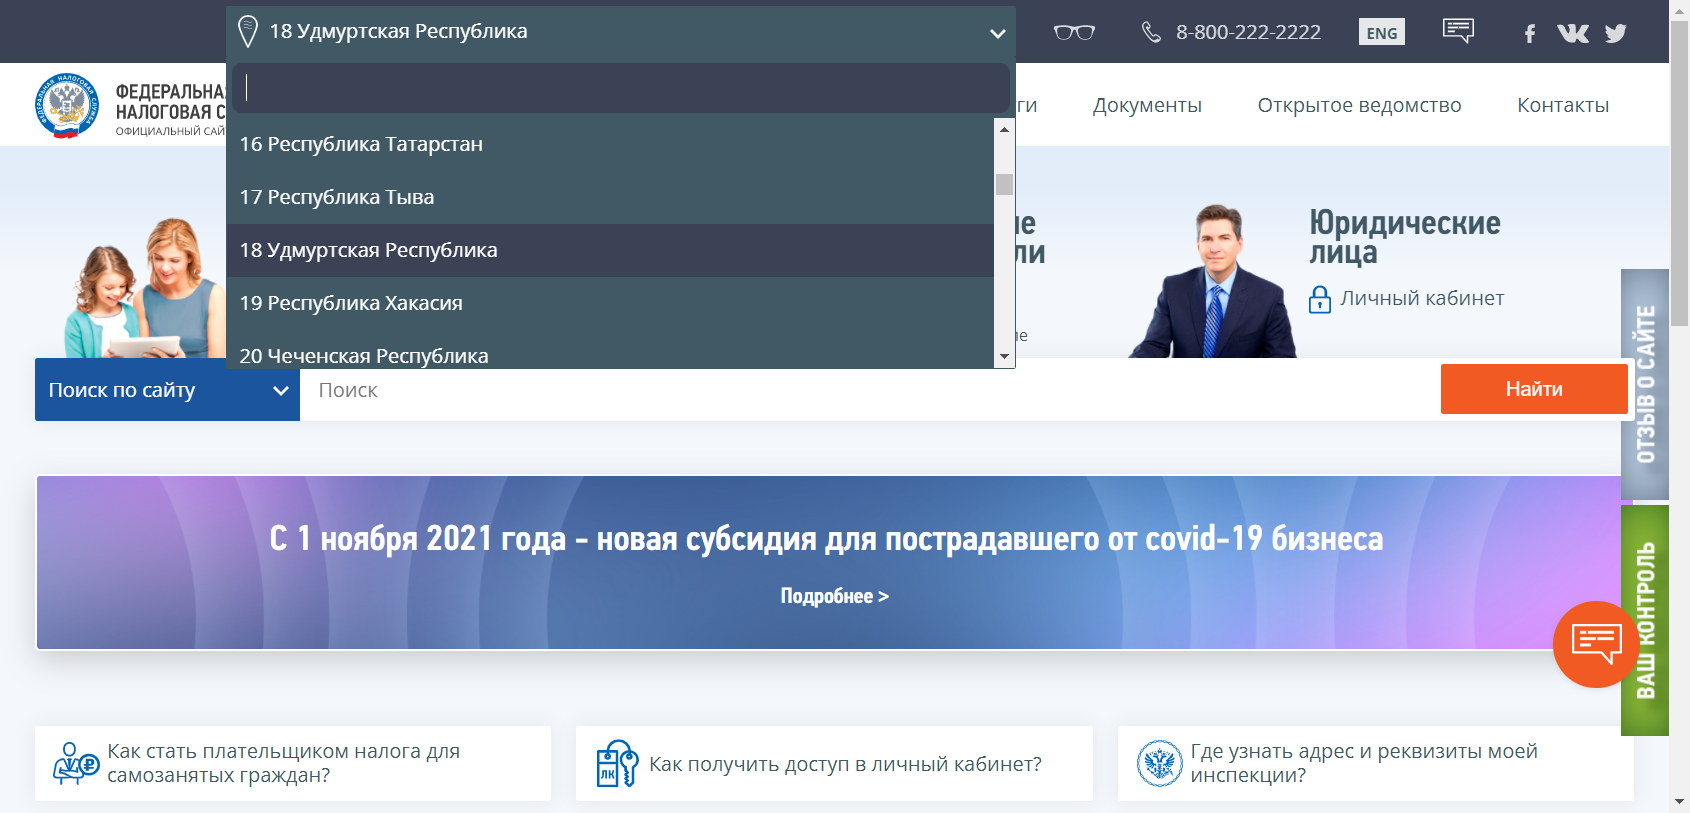 18 Удмуртская Республика
8-800-222-2222
ENG
ФЕДЕРАЛЬНА
НАЛОГОВАЯ С
ОФИЦИАЛЬНЫЙ САЙТ
ги
Документы
Открытое ведомство
Контакты
16 Республика Татарстан
17 Республика Тыва
18 Удмуртская Республика
19 Республика Хакасия
20 Чеченская Республика
ие
ли
ие
Юридические
лица
Личный кабинет
Поиск по сайту
Поиск
Найти
ОТЗЫВ О САЙТЕ
С 1 ноября 2021 года - новая субсидия для пострадавшего от covid-19 бизнеса
Подробнее >
ВАШ КОНТРОЛЬ
Как стать плательщиком налога для
самозанятых граждан?
ЛК
Как получить доступ в личный кабинет?
Где узнать адрес и реквизиты моей
инспекции?